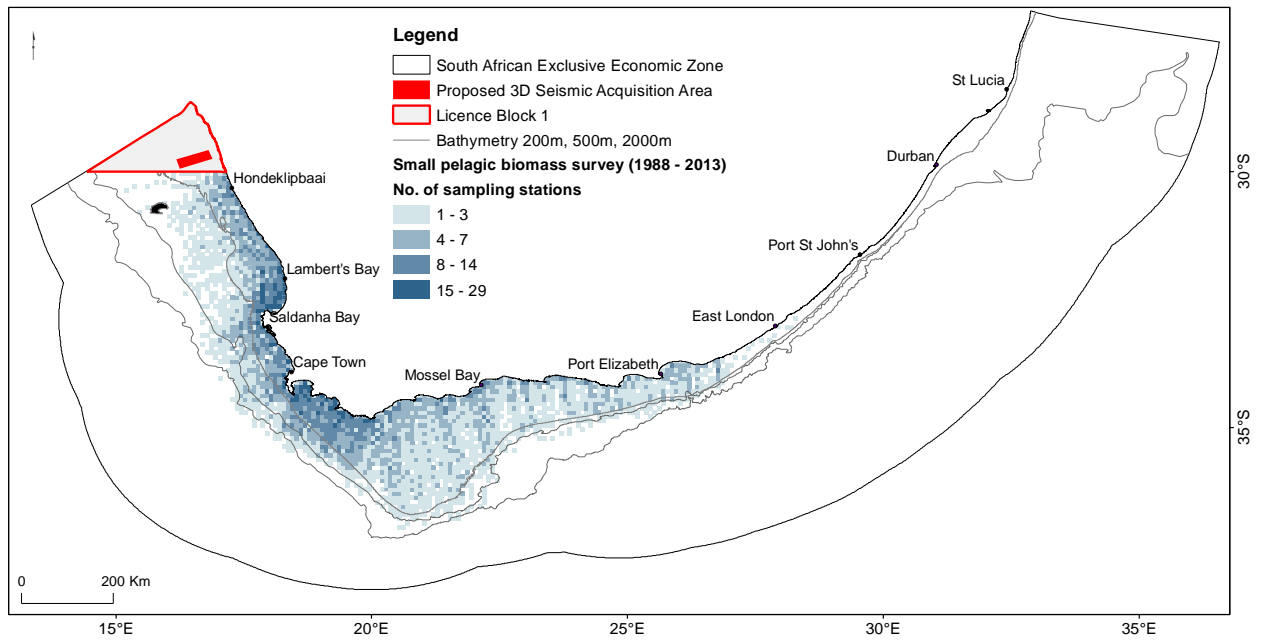 Legend
South African Exclusive Economic Zone
Proposed 3D Seismic Acquisition Area
Licence Block 1
Bathymetry 200m, 500m, 2000m
Small pelagic biomass survey (1988 - 2013)
No. of sampling stations
1 - 3
4 - 7
8 - 14
15 - 29
St Lucia
Durban
Port St John's
East London
Port Elizabeth
Mossel Bay
Hondeklipbaai
Lambert's Bay
Saldanha Bay
Cape Town
30°S
35°S
0 200 Km
15°E 20°E 25°E 30°E 35°E